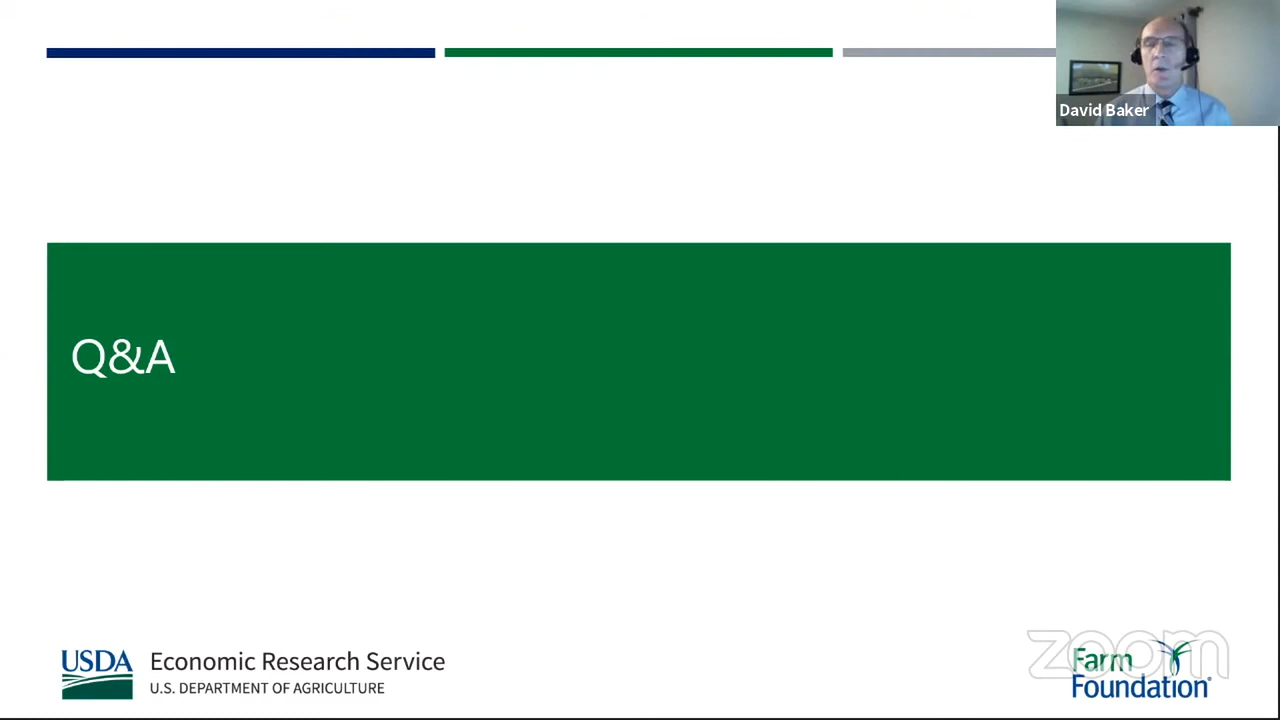 David Baker
Q&A
USDA
Economic Research Service
U.S. DEPARTMENT OF AGRICULTURE
zoom
Farm
Foundation®